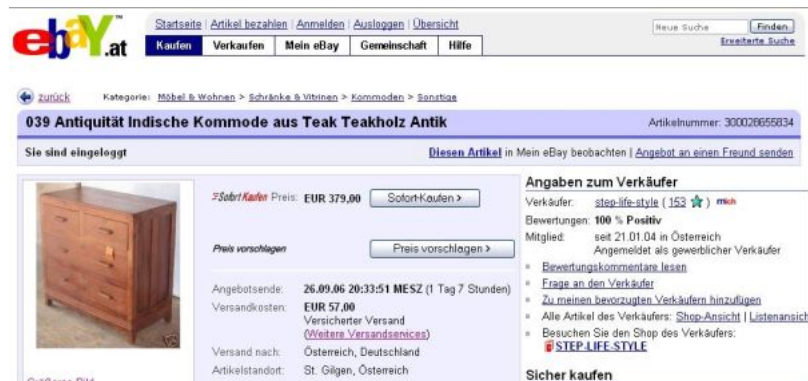 ebaY.at
Startseite | Artikel bezahlen | Anmelden | Ausloggen | Übersicht
Neue Suche Finden
Erweiterte Suche
Kaufen Verkaufen Mein eBay Gemeinschaft Hilfe
zurück Kategorie: Möbel & Wohnen > Schränke & Vitrinen > Kommoden > Sonstige
039 Antiquität Indische Kommode aus Teak Teakholz Antik Artikelnummer: 300028655834
Sie sind eingeloggt Diesen Artikel in Mein eBay beobachten | Angebot an einen Freund senden
Sofort Kaufen Preis: EUR 379,00 Sofort-Kaufen >
Preis vorschlagen Preis vorschlagen >
Angebotsende: 26.09.06 20:33:51 MESZ (1 Tag 7 Stunden)
Versandkosten: EUR 57,00
Versicherter Versand
(Weitere Versandservices)
Versand nach: Österreich, Deutschland
Artikelstandort: St. Gilgen, Österreich
Angaben zum Verkäufer
Verkäufer: step-life-style ( 153 ) mich
Bewertungen: 100 % Positiv
Mitglied: seit 21.01.04 in Österreich
Angemeldet als gewerblicher Verkäufer
Bewertungskommentare lesen
Frage an den Verkäufer
Zu meinen bevorzugten Verkäufern hinzufügen
Alle Artikel des Verkäufers: Shop-Ansicht | Listenansich
Besuchen Sie den Shop des Verkäufers:
STEP-LIFE-STYLE
Sicher kaufen